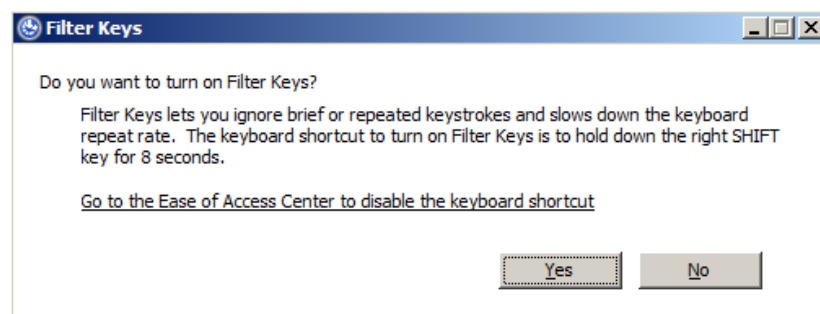 Filter Keys
Do you want to turn on Filter Keys?
Filter Keys lets you ignore brief or repeated keystrokes and slows down the keyboard
repeat rate.  The keyboard shortcut to turn on Filter Keys is to hold down the right SHIFT
key for 8 seconds.
Go to the Ease of Access Center to disable the keyboard shortcut
Yes No